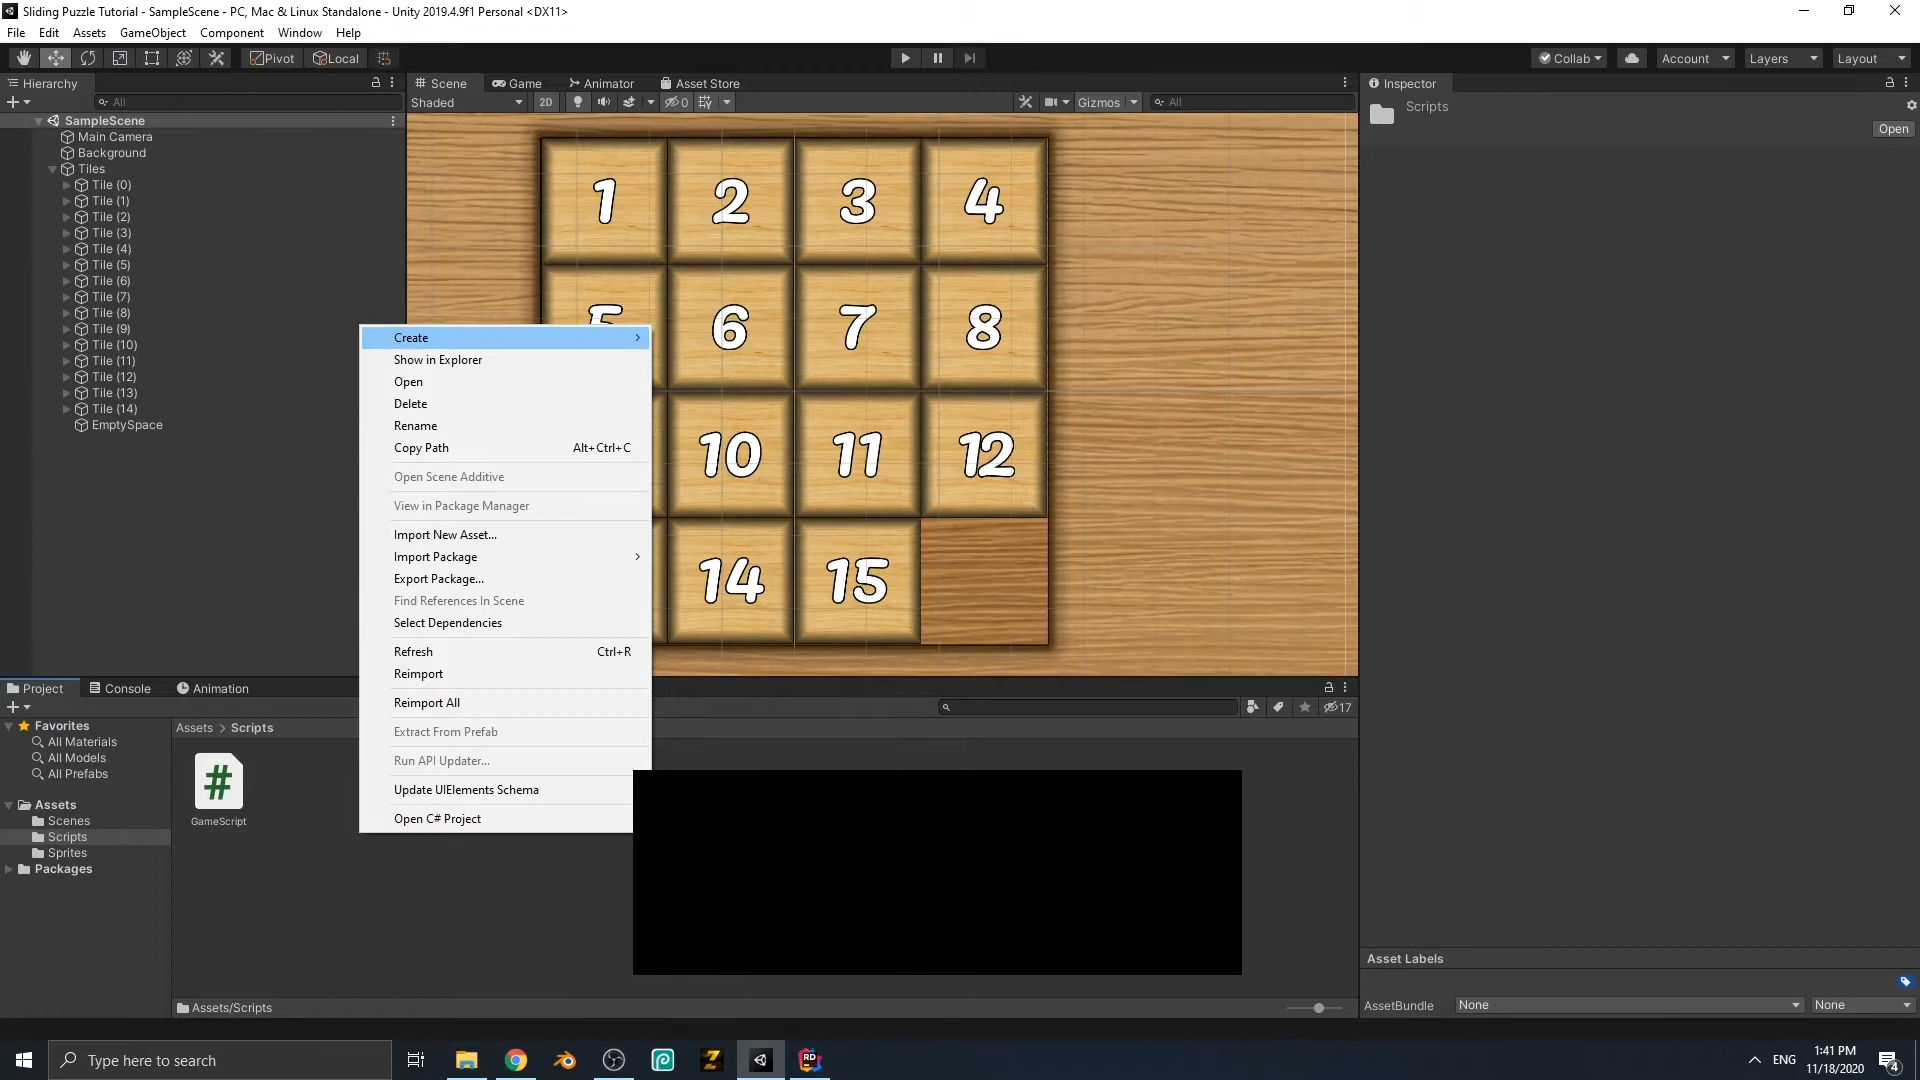 Sliding Puzzle Tutorial - SampleScene - PC, Mac & Linux Standalone - Unity 2019.4.9f1 Personal <DX11>
File Edit Assets GameObject Component Window Help
Pivot Local Collab Account Layers Layout
Hierarchy
All
SampleScene
Main Camera
Background
Tiles
Tile (0)
Tile (1)
Tile (2)
Tile (3)
Tile (4)
Tile (5)
Tile (6)
Tile (7)
Tile (8)
Tile (9)
Tile (10)
Tile (11)
Tile (12)
Tile (13)
Tile (14)
EmptySpace
Scene Game Animator Asset Store
Shaded 2D 0 Gizmos All
1 2 3 4
5 6 7 8
10 11 12
14 15
Create
Show in Explorer
Open
Delete
Rename
Copy Path Alt+Ctrl+C
Open Scene Additive
View in Package Manager
Import New Asset...
Import Package
Export Package...
Find References In Scene
Select Dependencies
Refresh Ctrl+R
Reimport
Reimport All
Extract From Prefab
Run API Updater...
Update UIElements Schema
Open C# Project
Inspector
Scripts
Open
Project Console Animation
17
Favorites
All Materials
All Models
All Prefabs
Assets
Scenes
Scripts
Sprites
Packages
Assets > Scripts
#
GameScript
Assets/Scripts
Asset Labels
AssetBundle None None
Type here to search
RD
ENG
1:41 PM
11/18/2020
4